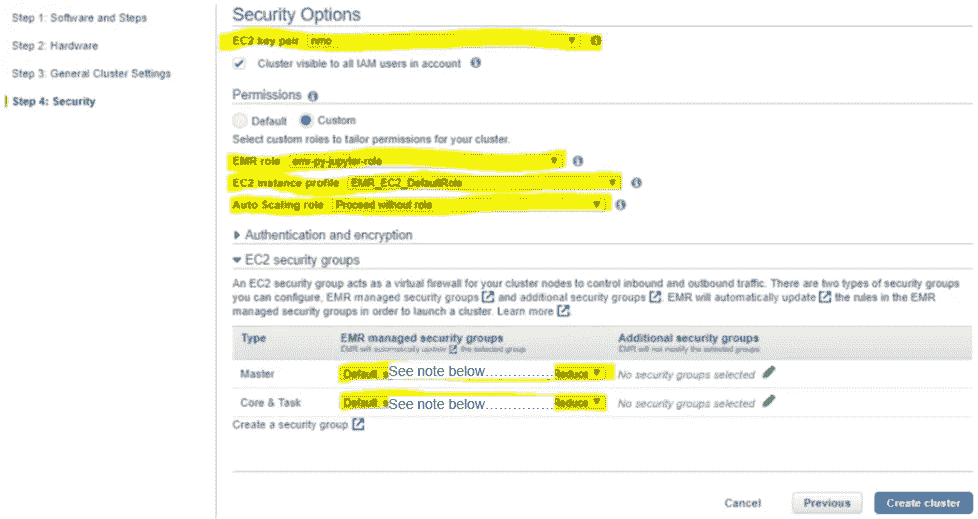 Step 1: Software and Steps
Step 2: Hardware
Step 3: General Cluster Settings
Step 4: Security
Security Options
EC2 key pair nmo
Cluster visible to all IAM users in account
Permissions
Default Custom
Select custom roles to tailor permissions for your cluster.
EMR role emr-py-jupyter-role
EC2 instance profile EMR_EC2_DefaultRole
Auto Scaling role Proceed without role
Authentication and encryption
EC2 security groups
An EC2 security group acts as a virtual firewall for your cluster nodes to control inbound and outbound traffic. There are two types of security groups
you can configure, EMR managed security groups and additional security groups. EMR will automatically update the rules in the EMR
managed security groups in order to launch a cluster. Learn more
Type EMR managed security groups Additional security groups
EMR will automatically update the selected group EMR will not modify the selected groups
Master Default See note below…………… Reduce No security groups selected
Core & Task Default See note below…………… Reduce No security groups selected
Create a security group
Cancel Previous Create cluster